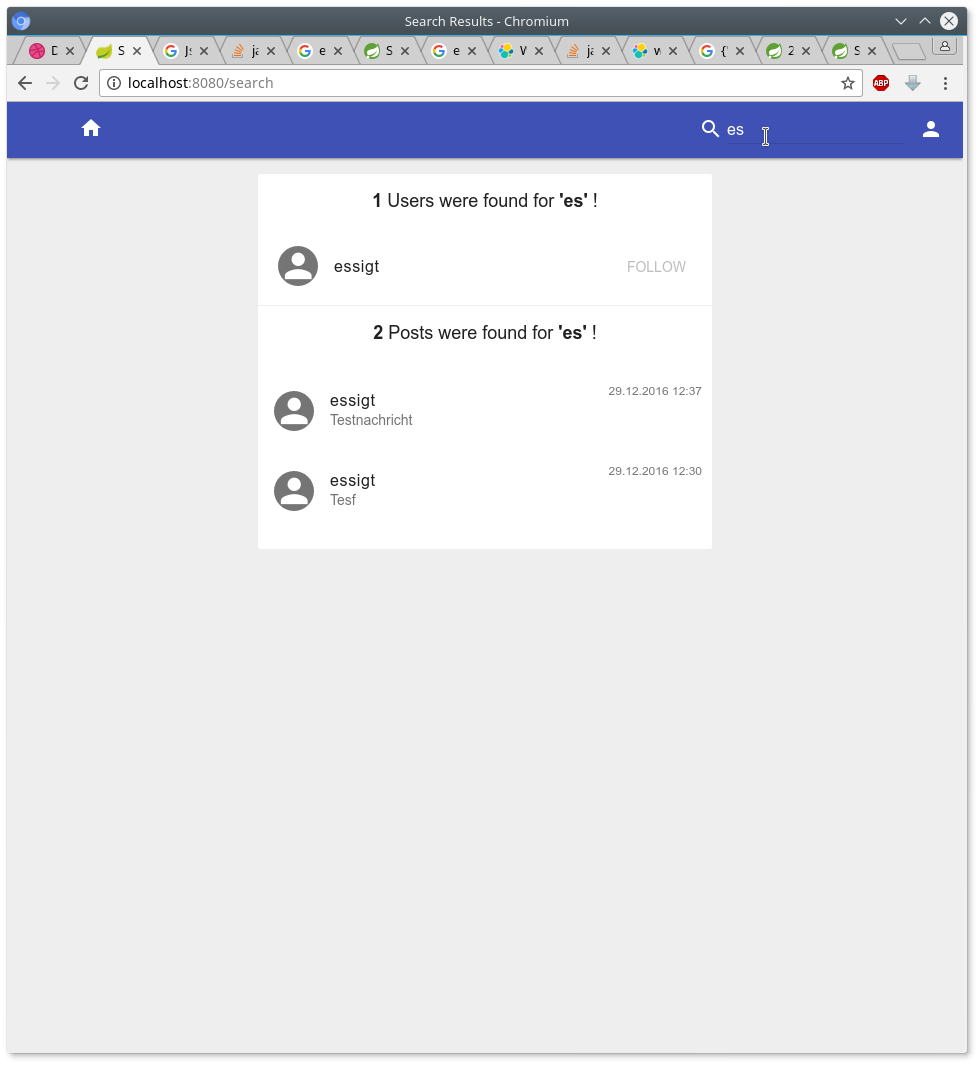 Search Results - Chromium
D S J ja e S e W ja w {' 2 S
localhost:8080/search
ABP
es
1 Users were found for 'es' !
essigt FOLLOW
2 Posts were found for 'es' !
29.12.2016 12:37
essigt
Testnachricht
29.12.2016 12:30
essigt
Tesf